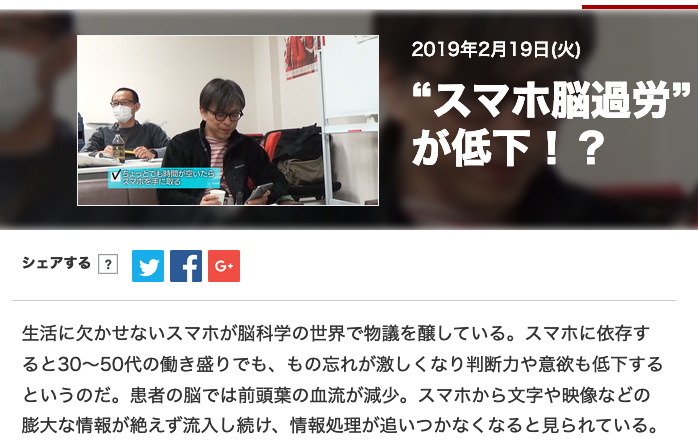 2019年2月19日(火)
“スマホ脳過労”
が低下！？
ちょっとでも時間が空いたら
スマホを手に取る
シェアする ?
G+
生活に欠かせないスマホが脳科学の世界で物議を醸している。スマホに依存す
ると30〜50代の働き盛りでも、もの忘れが激しくなり判断力や意欲も低下する
というのだ。患者の脳では前頭葉の血流が減少。スマホから文字や映像などの
膨大な情報が絶えず流入し続け、情報処理が追いつかなくなると見られている。